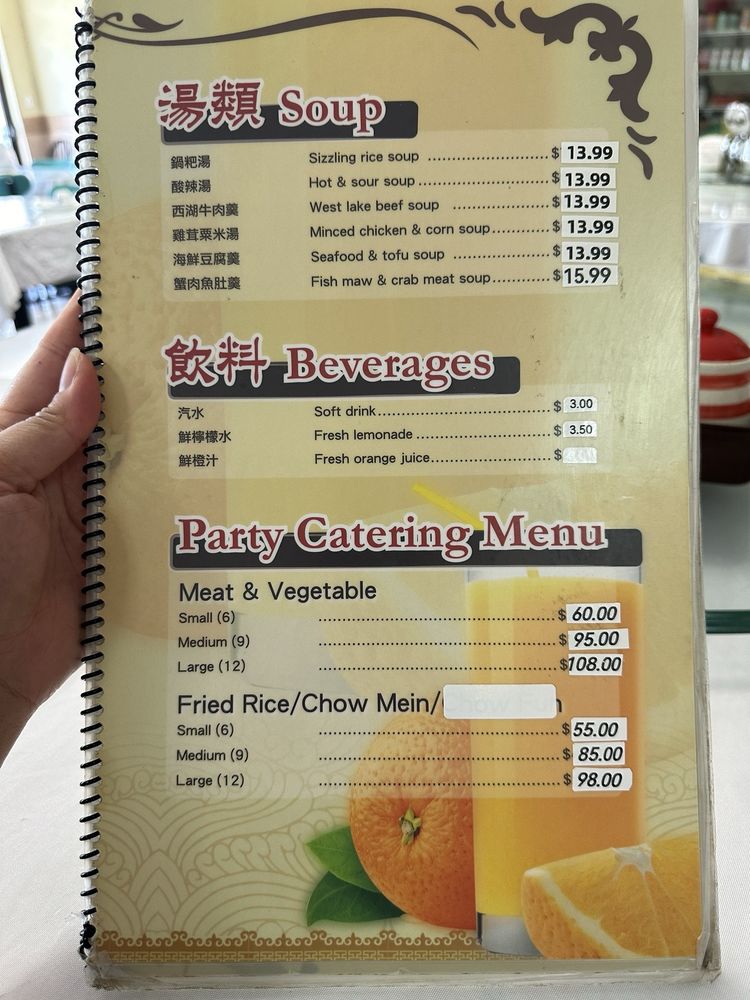 湯類 Soup
鍋粑湯 Sizzling rice soup $ 13.99
酸辣湯 Hot & sour soup $ 13.99
西湖牛肉羹 West lake beef soup $ 13.99
雞茸粟米湯 Minced chicken & corn soup $ 13.99
海鮮豆腐羹 Seafood & tofu soup $ 13.99
蟹肉魚肚羹 Fish maw & crab meat soup $ 15.99
飲料 Beverages
汽水 Soft drink $ 3.00
鮮檸檬水 Fresh lemonade $ 3.50
鮮橙汁 Fresh orange juice $
Party Catering Menu
Meat & Vegetable
Small (6) $ 60.00
Medium (9) $ 95.00
Large (12) $108.00
Fried Rice/Chow Mein/Chow Fun
Small (6) $ 55.00
Medium (9) $ 85.00
Large (12) $ 98.00